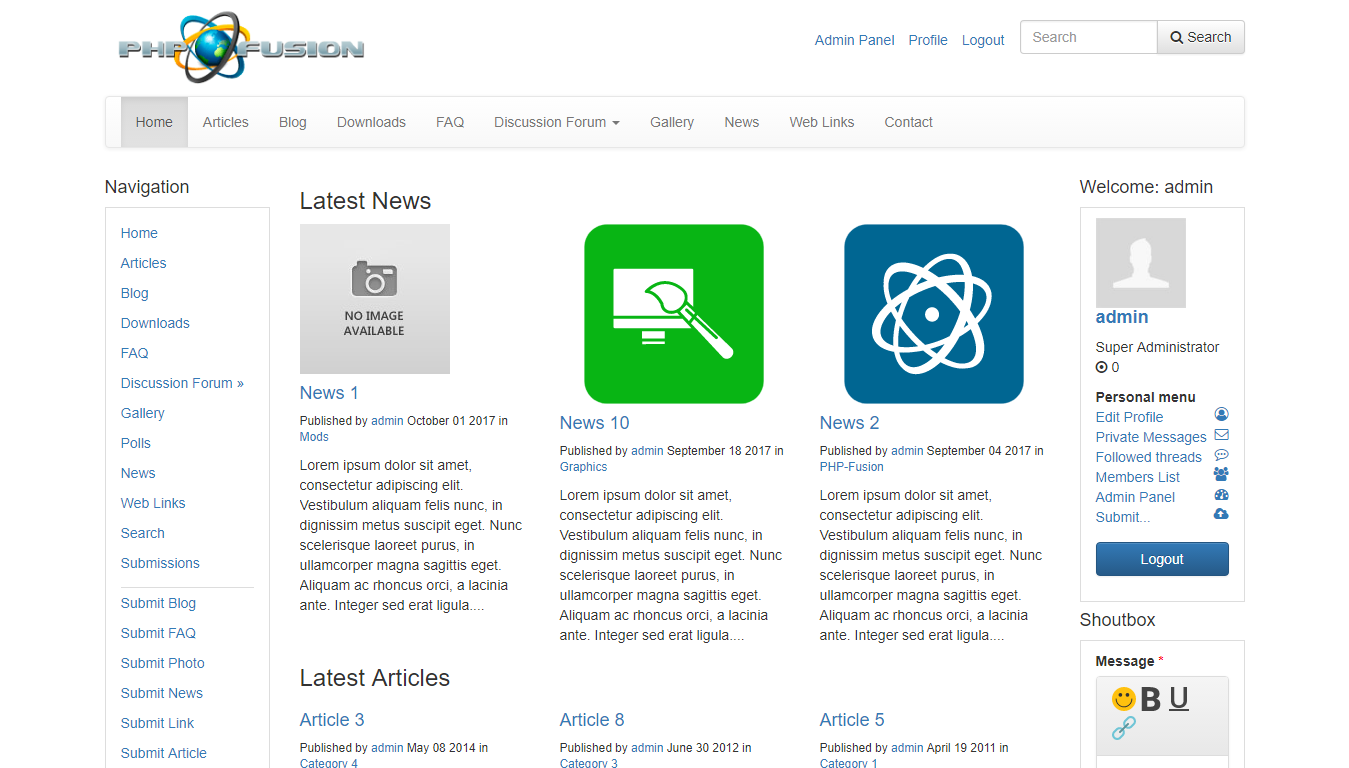 PHP FUSION
Admin Panel Profile Logout Search Search
Home Articles Blog Downloads FAQ Discussion Forum Gallery News Web Links Contact
Navigation
Home
Articles
Blog
Downloads
FAQ
Discussion Forum »
Gallery
Polls
News
Web Links
Search
Submissions
Submit Blog
Submit FAQ
Submit Photo
Submit News
Submit Link
Submit Article
Latest News
NO IMAGE
AVAILABLE
News 1
Published by admin October 01 2017 in
Mods
Lorem ipsum dolor sit amet,
consectetur adipiscing elit.
Vestibulum aliquam felis nunc, in
dignissim metus suscipit eget. Nunc
scelerisque laoreet purus, in
ullamcorper magna sagittis eget.
Aliquam ac rhoncus orci, a lacinia
ante. Integer sed erat ligula....
News 10
Published by admin September 18 2017 in
Graphics
Lorem ipsum dolor sit amet,
consectetur adipiscing elit.
Vestibulum aliquam felis nunc, in
dignissim metus suscipit eget. Nunc
scelerisque laoreet purus, in
ullamcorper magna sagittis eget.
Aliquam ac rhoncus orci, a lacinia
ante. Integer sed erat ligula....
News 2
Published by admin September 04 2017 in
PHP-Fusion
Lorem ipsum dolor sit amet,
consectetur adipiscing elit.
Vestibulum aliquam felis nunc, in
dignissim metus suscipit eget. Nunc
scelerisque laoreet purus, in
ullamcorper magna sagittis eget.
Aliquam ac rhoncus orci, a lacinia
ante. Integer sed erat ligula....
Latest Articles
Article 3
Published by admin May 08 2014 in
Category 4
Article 8
Published by admin June 30 2012 in
Category 3
Article 5
Published by admin April 19 2011 in
Category 1
Welcome: admin
admin
Super Administrator
0
Personal menu
Edit Profile
Private Messages
Followed threads
Members List
Admin Panel
Submit...
Logout
Shoutbox
Message *
B U